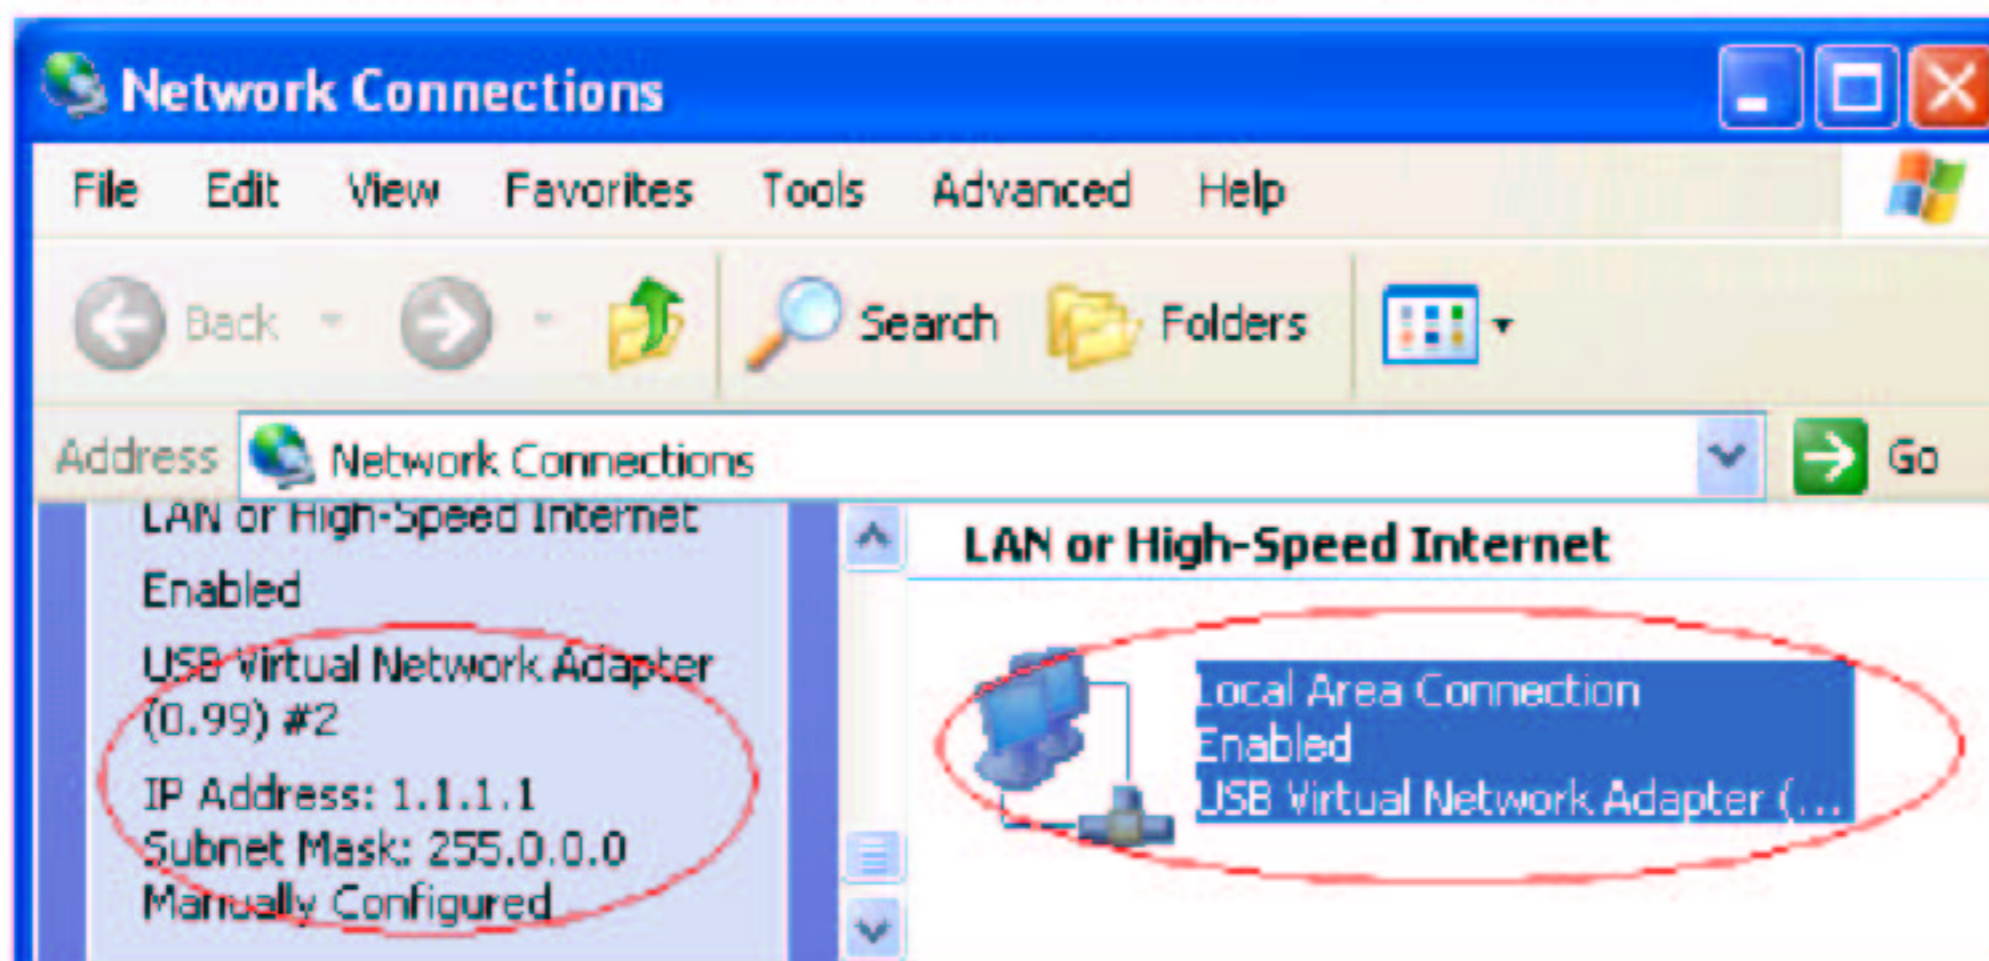 Network Connections
File Edit View Favorites Tools Advanced Help
Back Search Folders
Address Network Connections Go
LAN or High-Speed Internet
Enabled
USB Virtual Network Adapter
(0.99) #2
IP Address: 1.1.1.1
Subnet Mask: 255.0.0.0
Manually Configured
LAN or High-Speed Internet
Local Area Connection
Enabled
USB Virtual Network Adapter (...